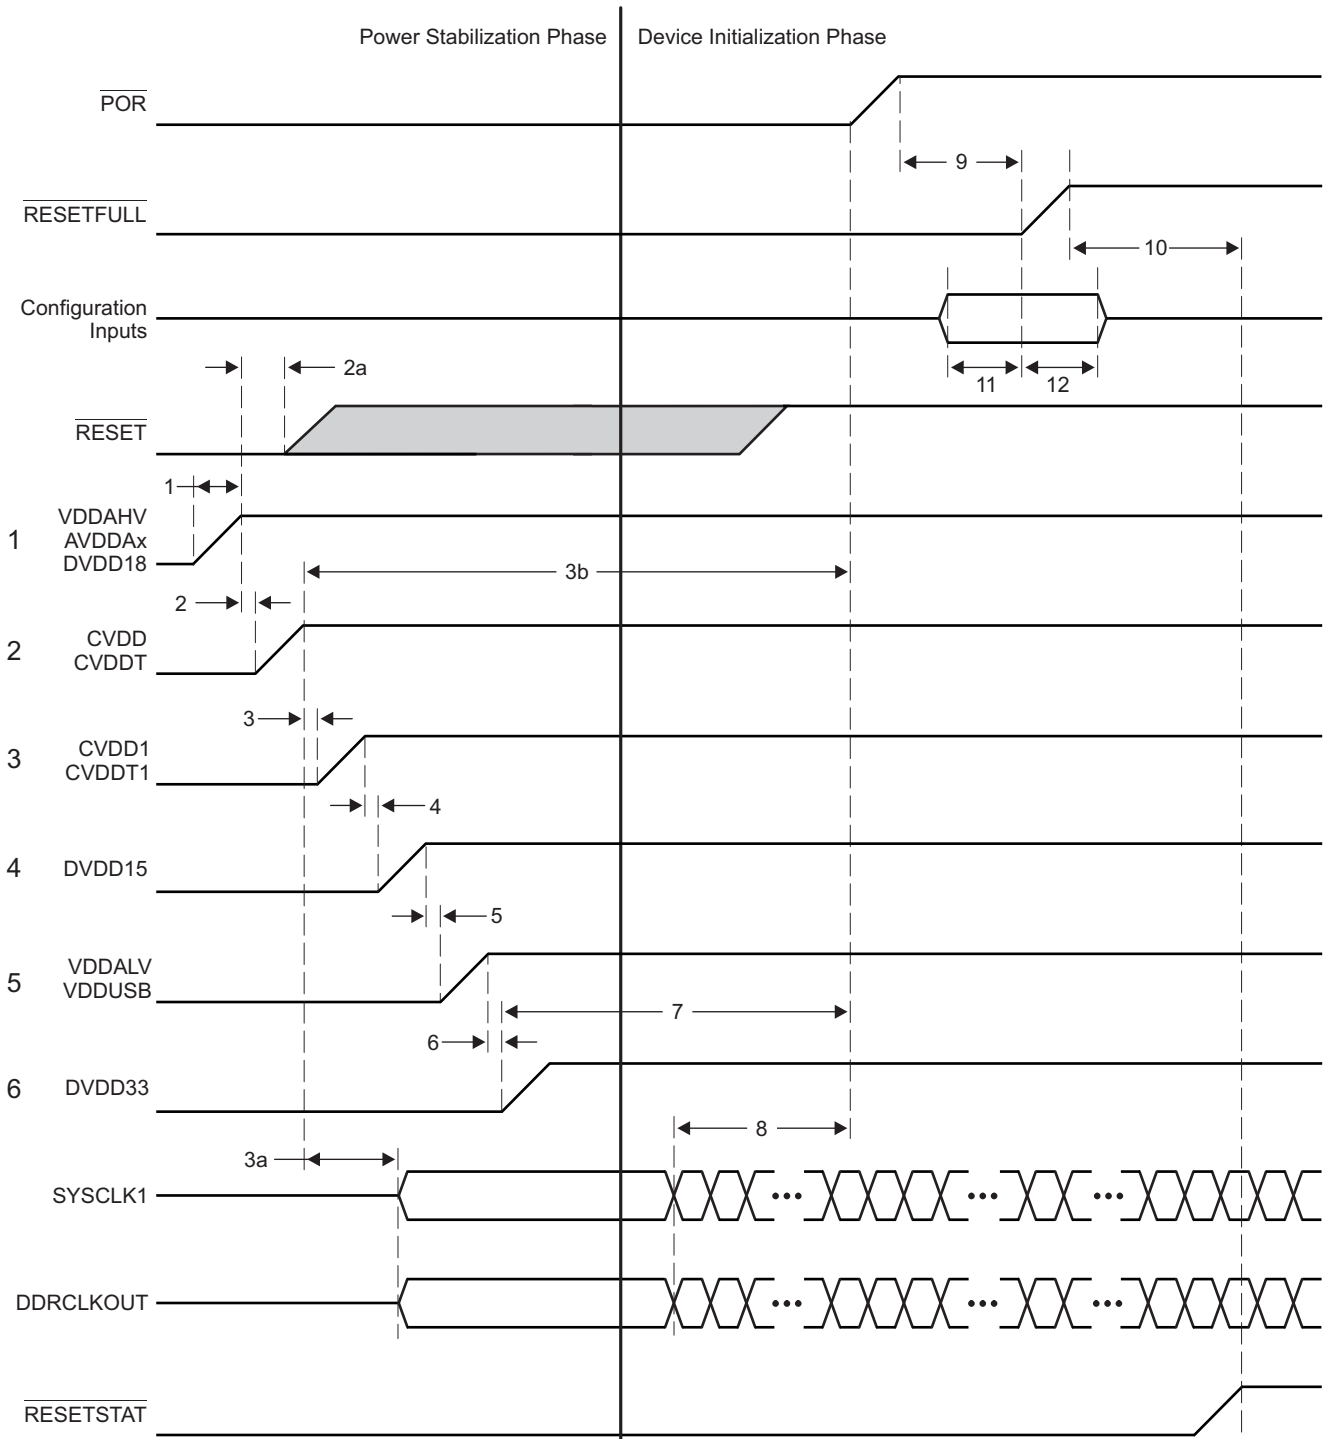 Power Stabilization Phase
Device Initialization Phase
POR
9
RESETFULL
10
Configuration
Inputs
11
12
2a
RESET
1
1
VDDAHV
AVDDAx
DVDD18
3b
2
2
CVDD
CVDDT
3
3
CVDD1
CVDDT1
4
4
DVDD15
5
5
VDDALV
VDDUSB
7
6
6
DVDD33
8
3a
SYSCLK1
DDRCLKOUT
RESETSTAT